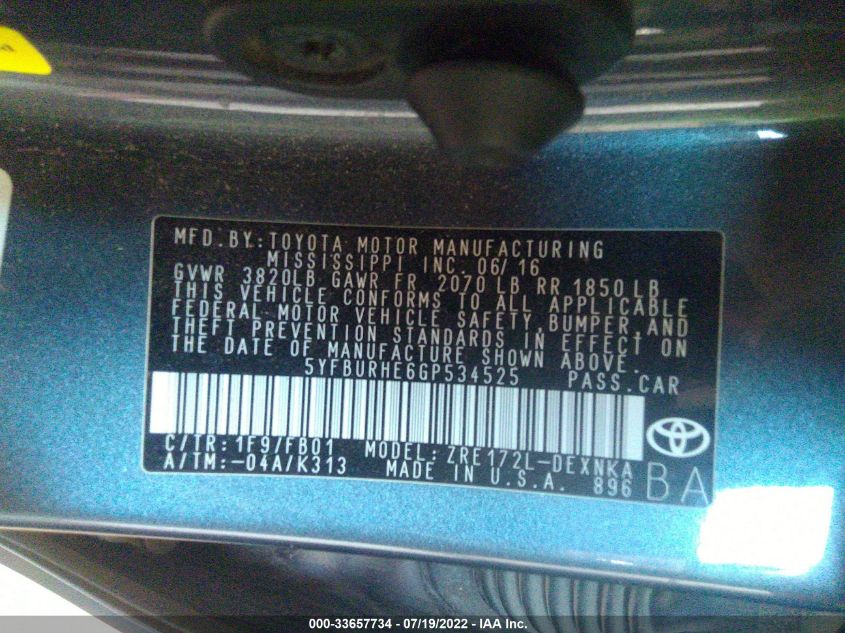 MFD. BY: TOYOTA MOTOR MANUFACTURING
MISSISSIPPI INC. 06/16
GVWR 3820LB GAWR FR 2070 LB RR 1850 LB
THIS VEHICLE CONFORMS TO ALL APPLICABLE
FEDERAL MOTOR VEHICLE SAFETY, BUMPER, AND
THEFT PREVENTION STANDARDS IN EFFECT ON
THE DATE OF MANUFACTURE SHOWN ABOVE.
5YFBURHE6GP534525 PASS. CAR
C/TR: 1F9/FB01 MODEL: ZRE172L-DEXNKA
A/TM: -04A/K313 MADE IN U.S.A. 896 BA
000-33657734 - 07/19/2022 - IAA Inc.